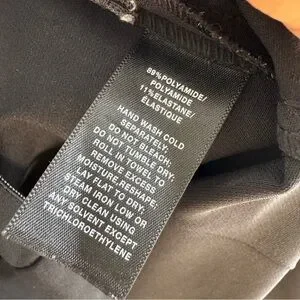 89%POLYAMIDE/
POLYAMIDE
11%ELASTANE/
ELASTIQUE
HAND WASH COLD
SEPARATELY;
DO NOT BLEACH;
DO NOT TUMBLE DRY;
ROLL IN TOWEL TO
REMOVE EXCESS
MOISTURE,RESHAPE,
LAY FLAT TO DRY;
STEAM IRON LOW OR
DRY CLEAN USING
ANY SOLVENT EXCEPT
TRICHLOROETHYLENE